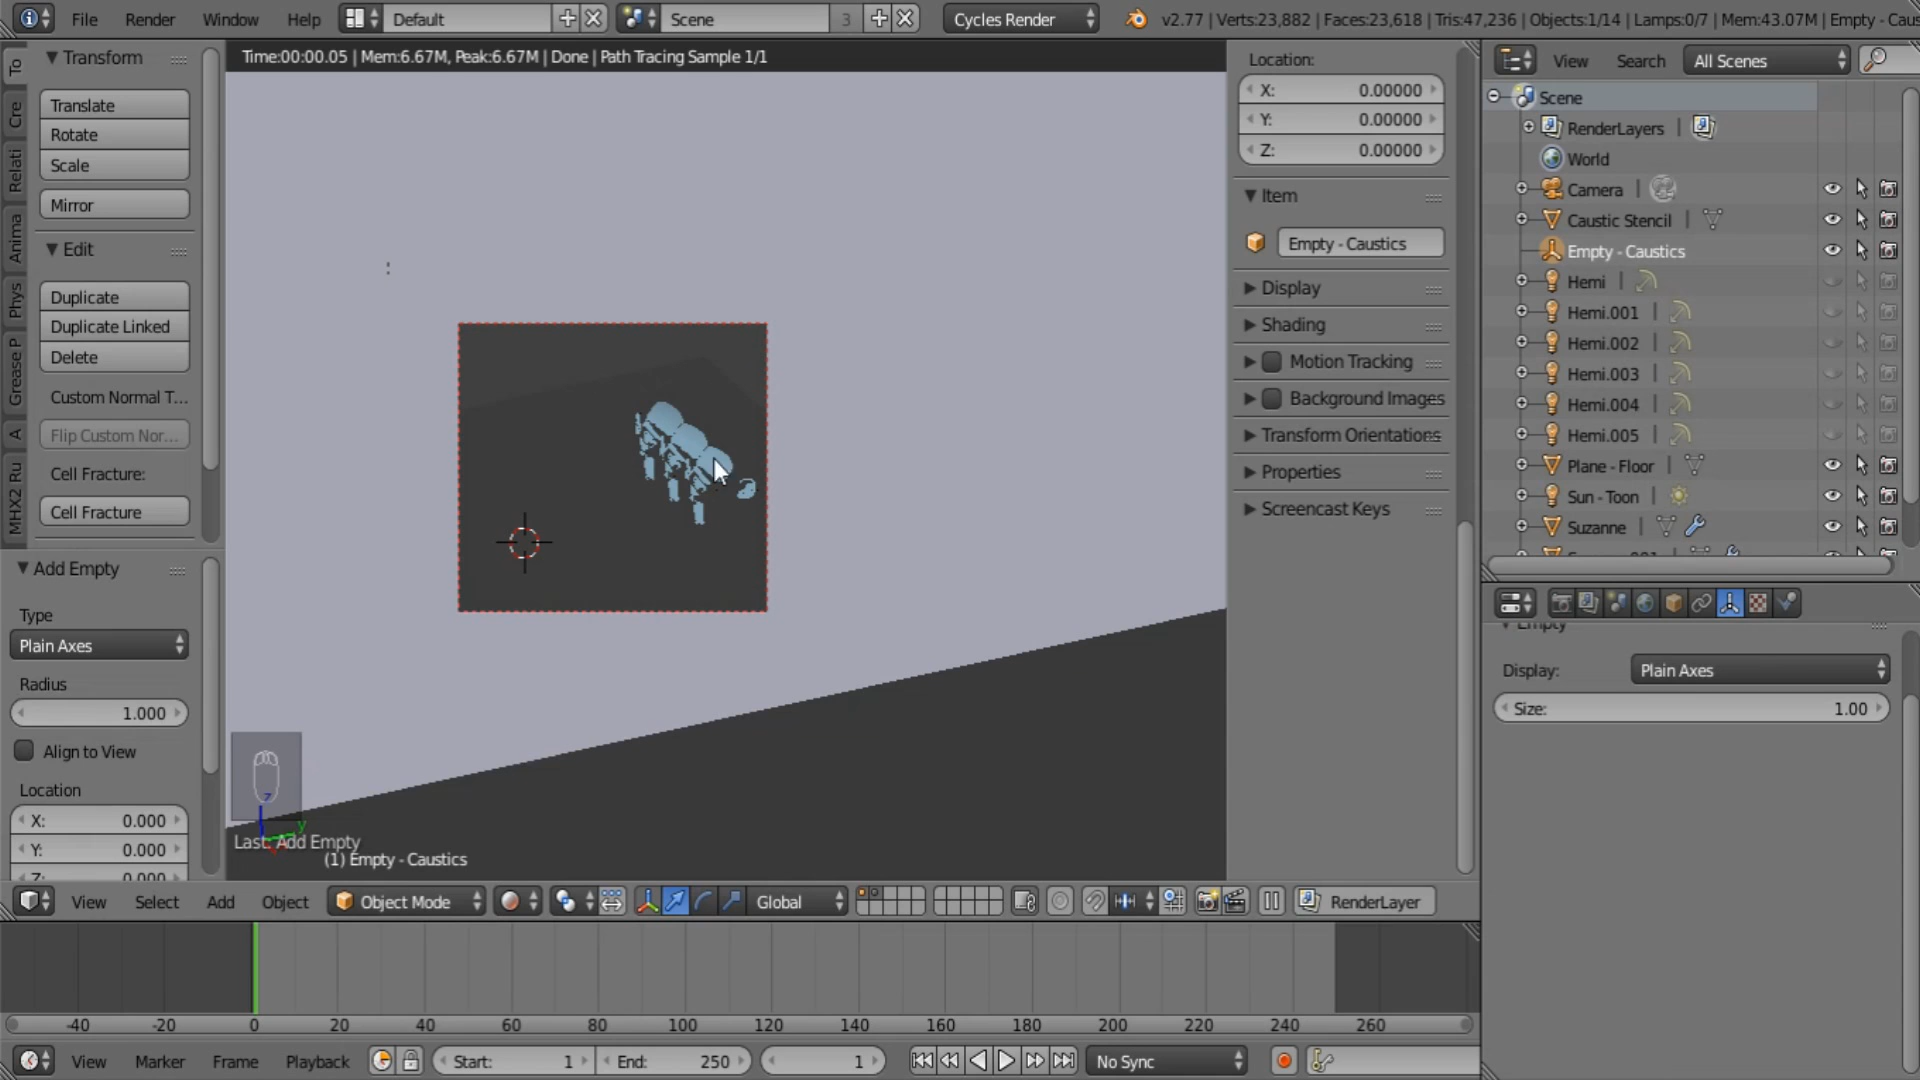 File Render Window Help Default Scene 3 Cycles Render v2.77 | Verts:23,882 | Faces:23,618 | Tris:47,236 | Objects:1/14 | Lamps:0/7 | Mem:43.07M | Empty - Caus
To
Cre
Relati
Anima
Phys
Grease P
A
MHX2 Ru
Transform
Translate
Rotate
Scale
Mirror
Edit
Duplicate
Duplicate Linked
Delete
Custom Normal T...
Flip Custom Nor...
Cell Fracture:
Cell Fracture
Add Empty
Type
Plain Axes
Radius
1.000
Align to View
Location
X: 0.000
Y: 0.000
Z: 0.000
Time:00:00.05 | Mem:6.67M, Peak:6.67M | Done | Path Tracing Sample 1/1
z
y
Last: Add Empty
(1) Empty - Caustics
Location:
X: 0.00000
Y: 0.00000
Z: 0.00000
Item
Empty - Caustics
Display
Shading
Motion Tracking
Background Images
Transform Orientations
Properties
Screencast Keys
View Search All Scenes
Scene
RenderLayers |
World
Camera |
Caustic Stencil |
Empty - Caustics
Hemi |
Hemi.001 |
Hemi.002 |
Hemi.003 |
Hemi.004 |
Hemi.005 |
Plane - Floor |
Sun - Toon |
Suzanne |
Empty
Display: Plain Axes
Size: 1.00
View Select Add Object Object Mode Global RenderLayer
-40 -20 0 20 40 60 80 100 120 140 160 180 200 220 240 260
View Marker Frame Playback Start: 1 End: 250 1 No Sync